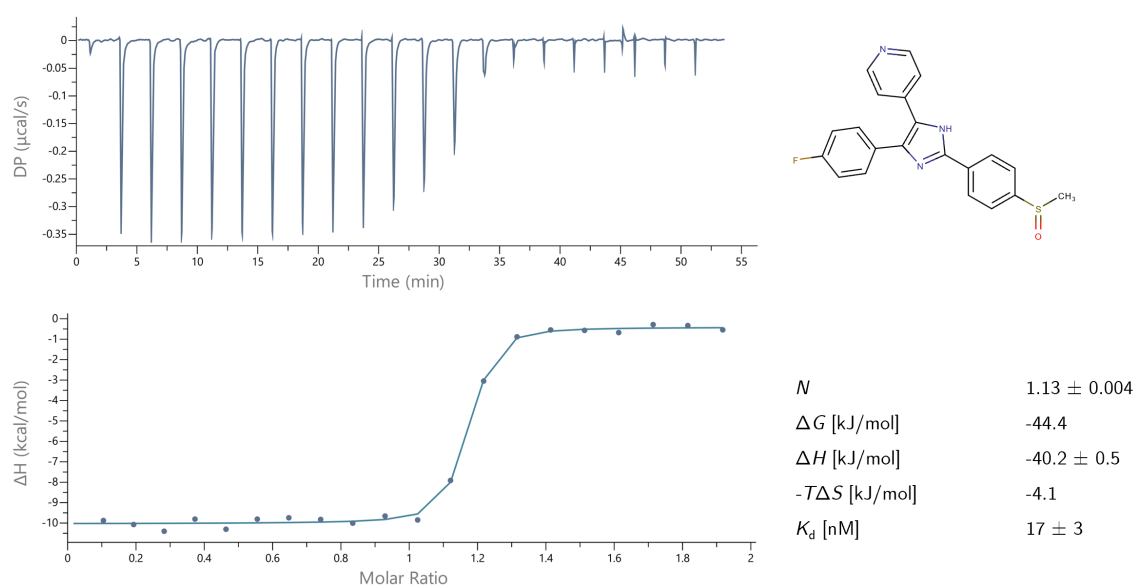 0
-0.05
-0.1
-0.15
-0.2
-0.25
-0.3
-0.35
DP (µcal/s)
0 5 10 15 20 25 30 35 40 45 50 55
Time (min)
N
NH
F
N
S
CH₃
O
0
-1
-2
-3
-4
-5
-6
-7
-8
-9
-10
ΔH (kcal/mol)
0 0.2 0.4 0.6 0.8 1 1.2 1.4 1.6 1.8 2
Molar Ratio
N 1.13 ± 0.004
ΔG [kJ/mol] -44.4
ΔH [kJ/mol] -40.2 ± 0.5
-TΔS [kJ/mol] -4.1
K_d [nM] 17 ± 3